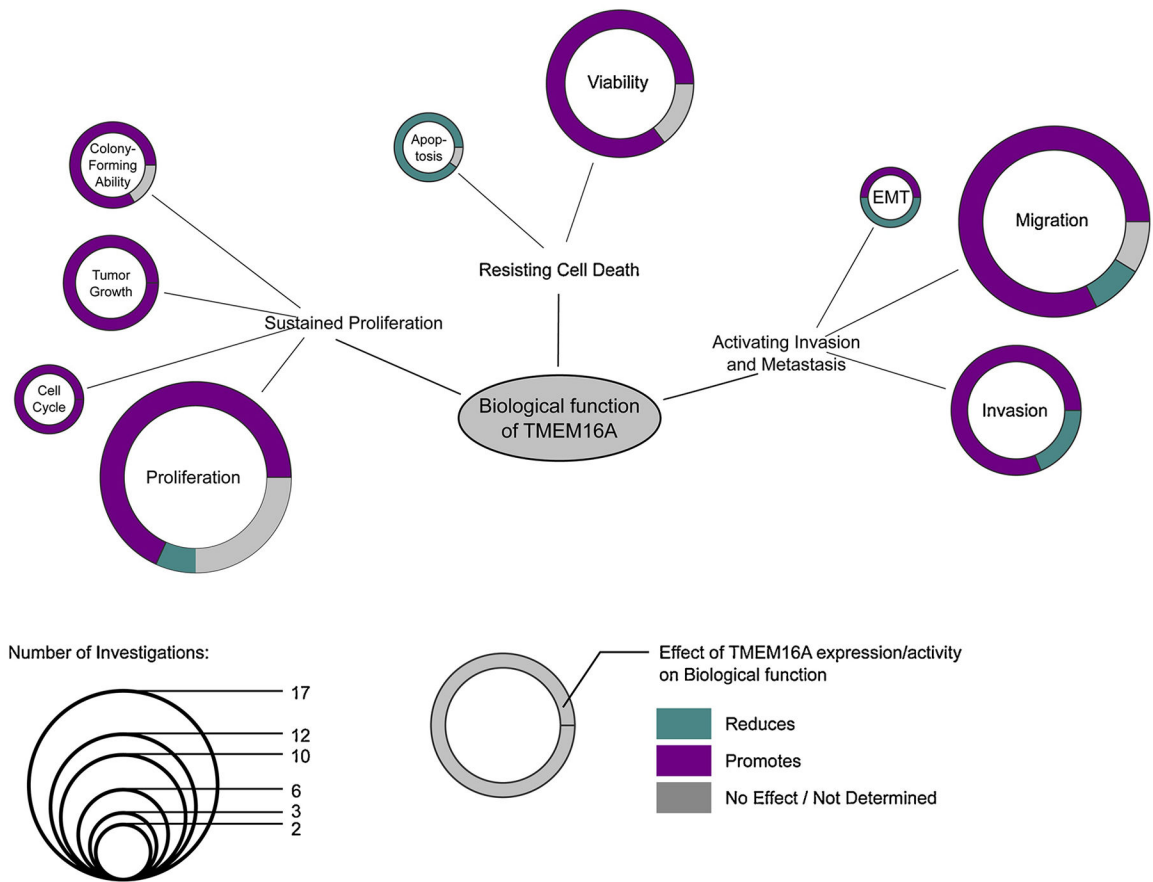 Viability
Apop-
tosis
Colony-
Forming
Ability
EMT
Migration
Resisting Cell Death
Tumor
Growth
Sustained Proliferation
Activating Invasion
and Metastasis
Cell
Cycle
Biological function
of TMEM16A
Invasion
Proliferation
Number of Investigations:
17
12
10
6
3
2
Effect of TMEM16A expression/activity
on Biological function
Reduces
Promotes
No Effect / Not Determined